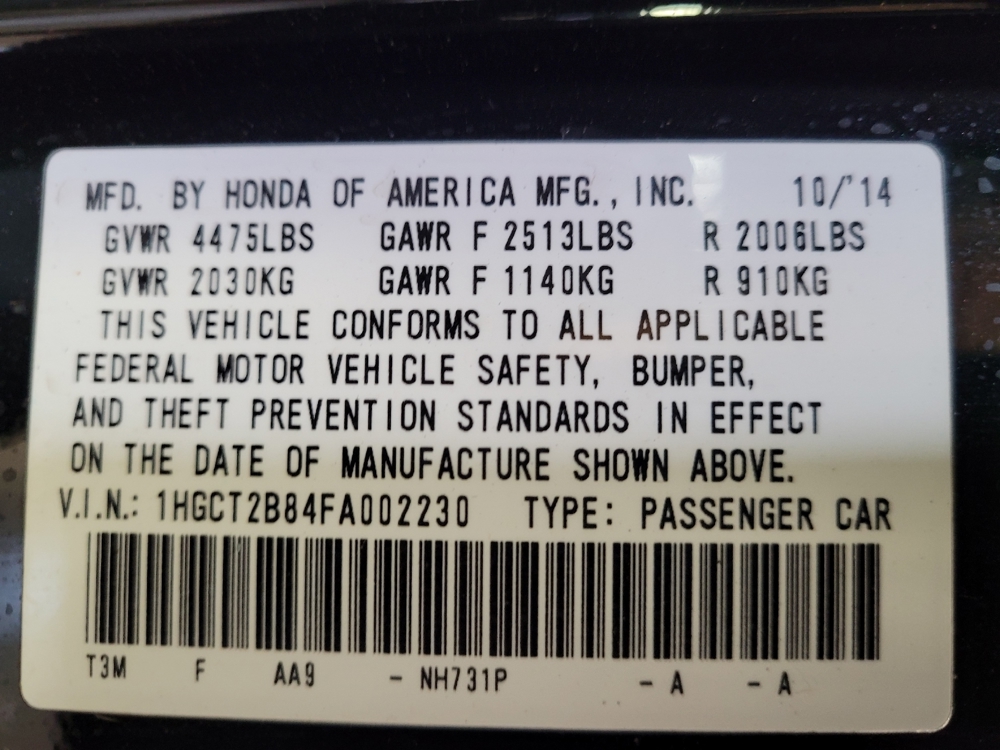 MFD. BY HONDA OF AMERICA MFG., INC. 10/'14
GVWR 4475LBS GAWR F 2513LBS R 2006LBS
GVWR 2030KG GAWR F 1140KG R 910KG
THIS VEHICLE CONFORMS TO ALL APPLICABLE
FEDERAL MOTOR VEHICLE SAFETY, BUMPER,
AND THEFT PREVENTION STANDARDS IN EFFECT
ON THE DATE OF MANUFACTURE SHOWN ABOVE.
V.I.N.: 1HGCT2B84FA002230 TYPE: PASSENGER CAR
T3M F AA9 - NH731P - A - A